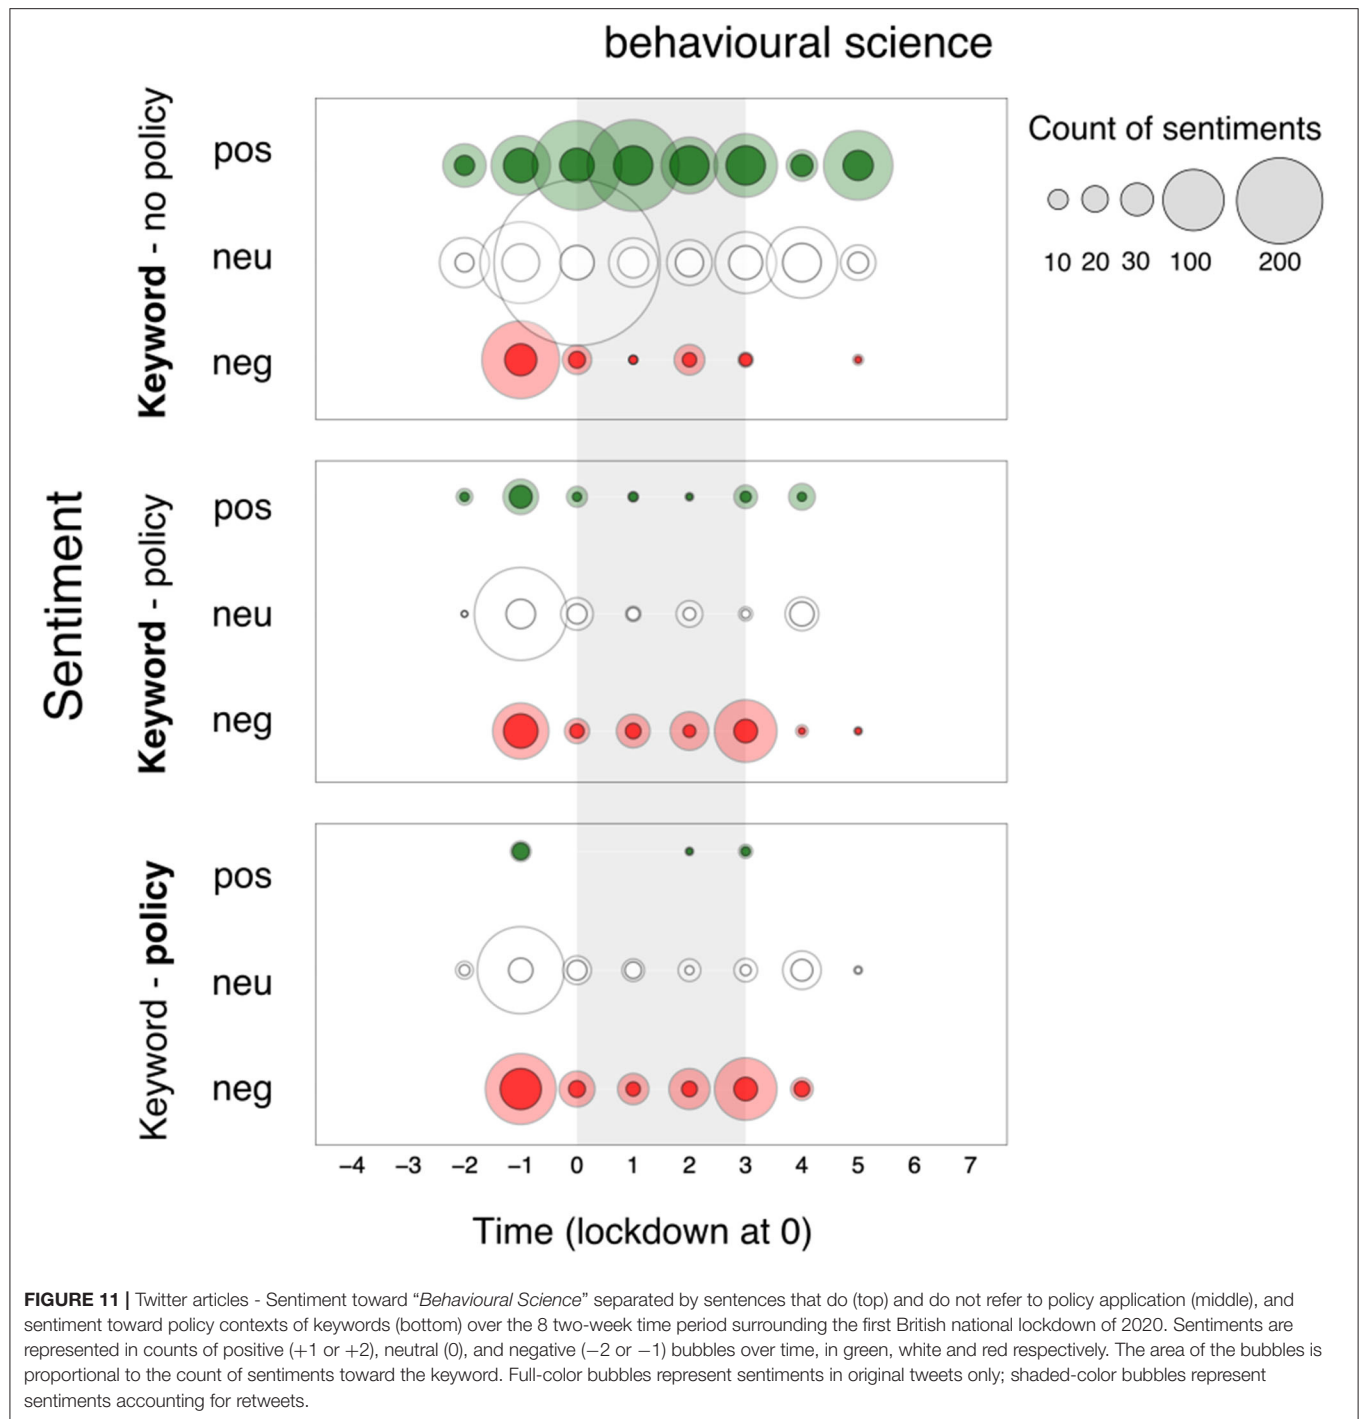 behavioural science
Count of sentiments
10 20 30 100 200
Sentiment
Keyword - no policy
pos
neu
neg
Keyword - policy
pos
neu
neg
Keyword - policy
pos
neu
neg
−4 −3 −2 −1 0 1 2 3 4 5 6 7
Time (lockdown at 0)
FIGURE 11 | Twitter articles - Sentiment toward “Behavioural Science” separated by sentences that do (top) and do not refer to policy application (middle), and
sentiment toward policy contexts of keywords (bottom) over the 8 two-week time period surrounding the first British national lockdown of 2020. Sentiments are
represented in counts of positive (+1 or +2), neutral (0), and negative (−2 or −1) bubbles over time, in green, white and red respectively. The area of the bubbles is
proportional to the count of sentiments toward the keyword. Full-color bubbles represent sentiments in original tweets only; shaded-color bubbles represent
sentiments accounting for retweets.